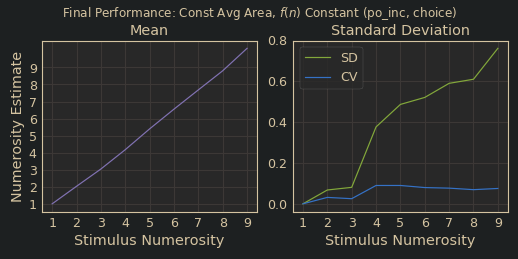 Final Performance: Const Avg Area, f(n) Constant (po_inc, choice)
Mean
Numerosity Estimate
9
8
7
6
5
4
3
2
1
1 2 3 4 5 6 7 8 9
Stimulus Numerosity
Standard Deviation
0.8
0.6
0.4
0.2
0.0
SD
CV
1 2 3 4 5 6 7 8 9
Stimulus Numerosity